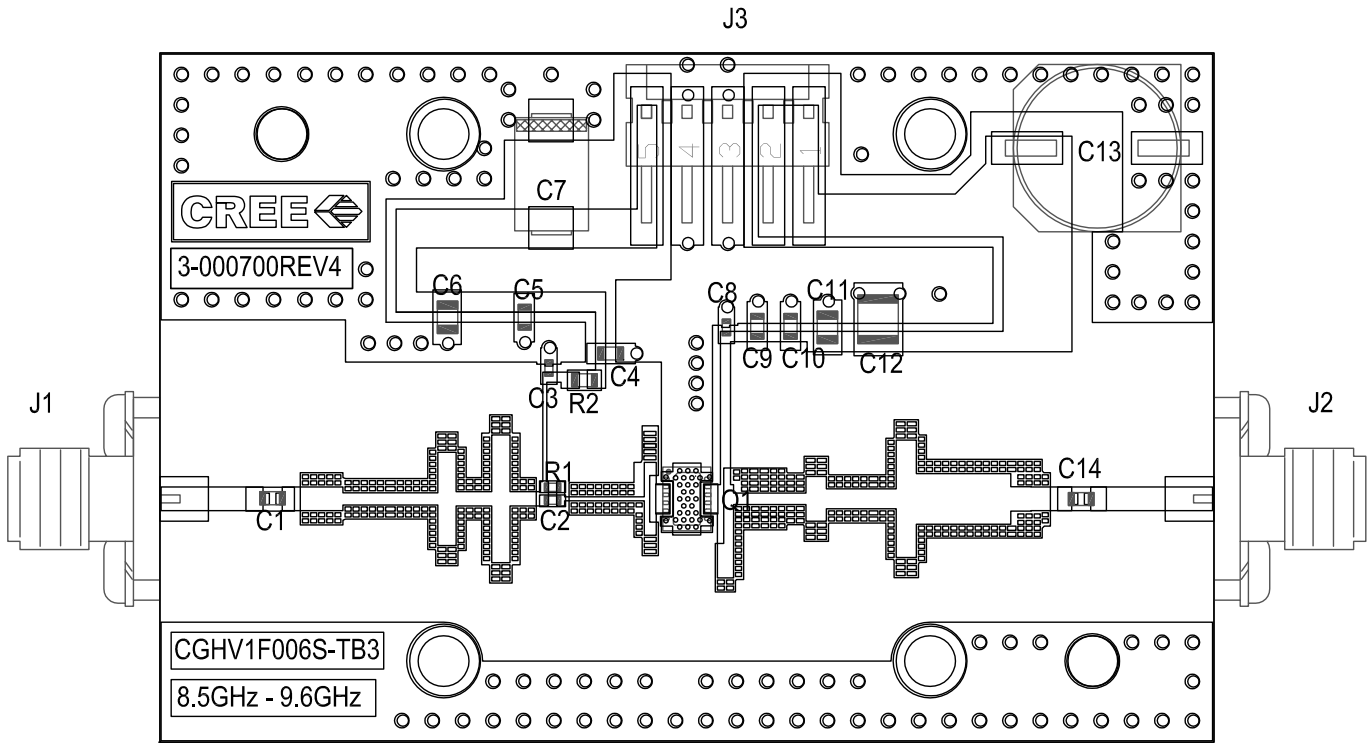 J3
5 4 3 2 1
C13
C7
CREE
3-000700REV4
C6 C5 C8 C11
C9 C10 C12
C4
C3 R2
J1 J2
R1 C14
C1 C2 Q1
CGHV1F006S-TB3
8.5GHz - 9.6GHz